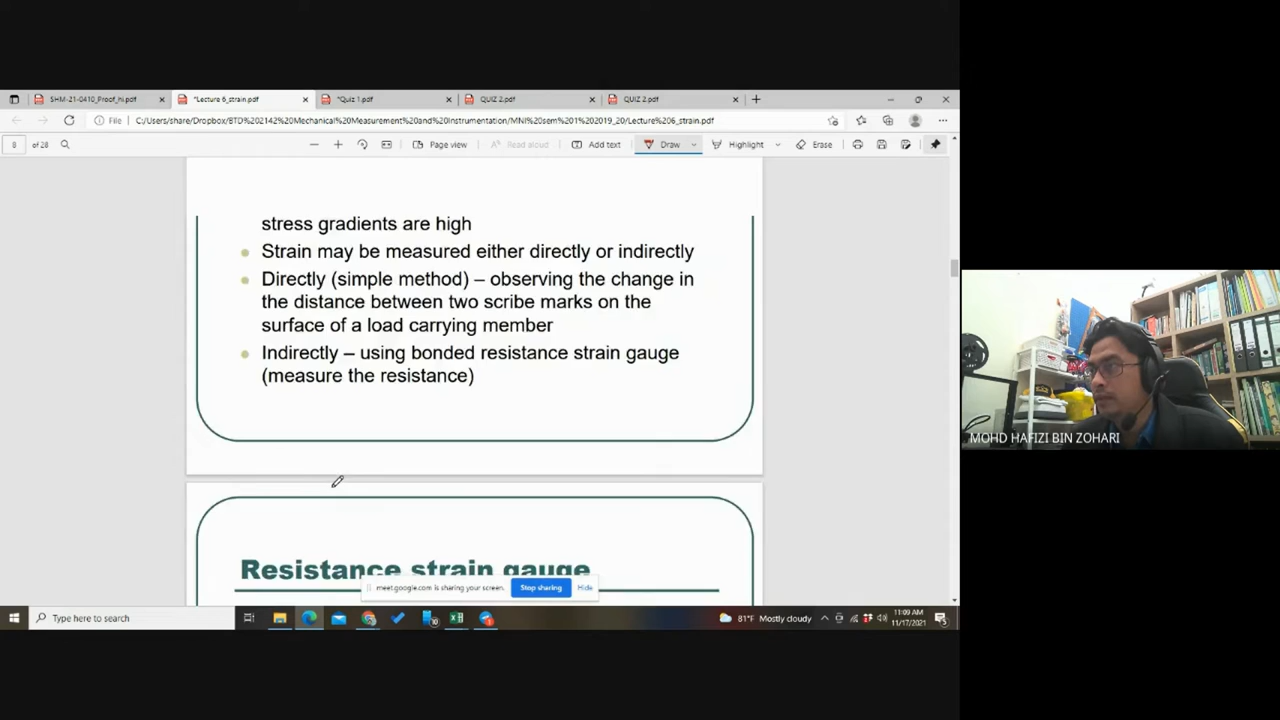 SHM-21-0410_Proof_hi.pdf
*Lecture 6_strain.pdf
*Quiz 1.pdf
QUIZ 2.pdf
QUIZ 2.pdf
File
C:/Users/share/Dropbox/BTD%202142%20Mechanical%20Measurement%20and%20Instrumentation/MNI%20sem%201%202019_20/Lecture%206_strain.pdf
8 of 28
Page view
Read aloud
Add text
Draw
Highlight
Erase
stress gradients are high
Strain may be measured either directly or indirectly
Directly (simple method) – observing the change in
the distance between two scribe marks on the
surface of a load carrying member
Indirectly – using bonded resistance strain gauge
(measure the resistance)
Resistance strain gauge
meet.google.com is sharing your screen.
Stop sharing
Hide
MOHD HAFIZI BIN ZOHARI
Type here to search
81°F Mostly cloudy
11:09 AM
11/17/2021